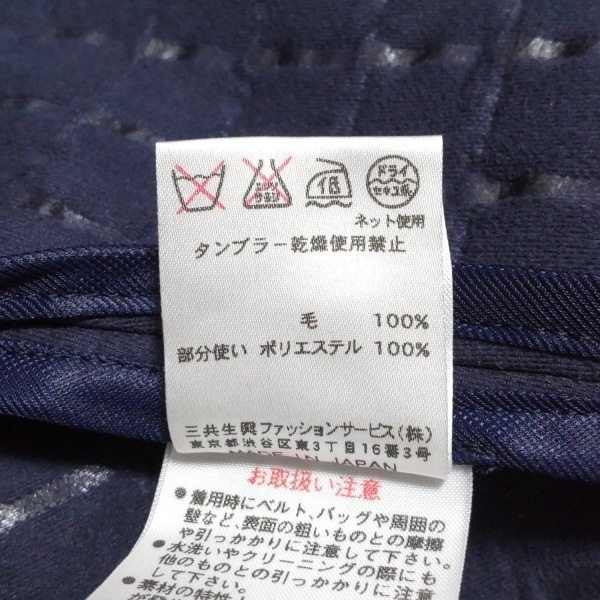 エンソ サラシ
イ低
ドライ
セキユ系
ネット使用
タンブラー乾燥使用禁止
毛 100%
部分使い ポリエステル 100%
三共生興ファッションサービス(株)
東京都渋谷区東3丁目16番3号
MADE IN JAPAN
お取扱い注意
●着用時にベルト、バッグや周囲の
壁など、表面の粗いものとの摩擦
や引っかかりに注意して下さい。
●水洗いやクリーニングの際にも
他のものとの引っかかりに注意
して下さい。
●素材の特性